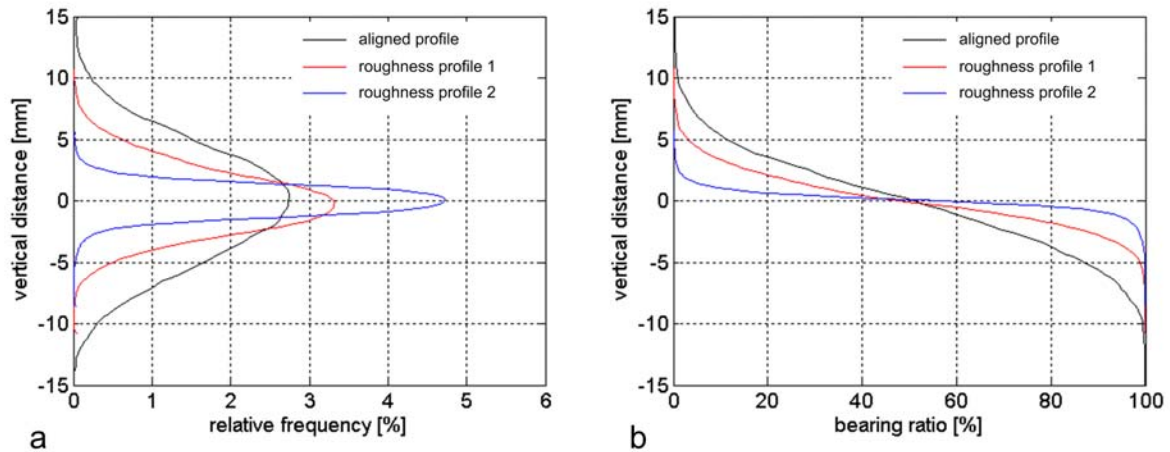 15
10
5
0
-5
-10
-15
vertical distance [mm]
aligned profile
roughness profile 1
roughness profile 2
0 1 2 3 4 5 6
relative frequency [%]
a
15
10
5
0
-5
-10
-15
vertical distance [mm]
aligned profile
roughness profile 1
roughness profile 2
0 20 40 60 80 100
bearing ratio [%]
b